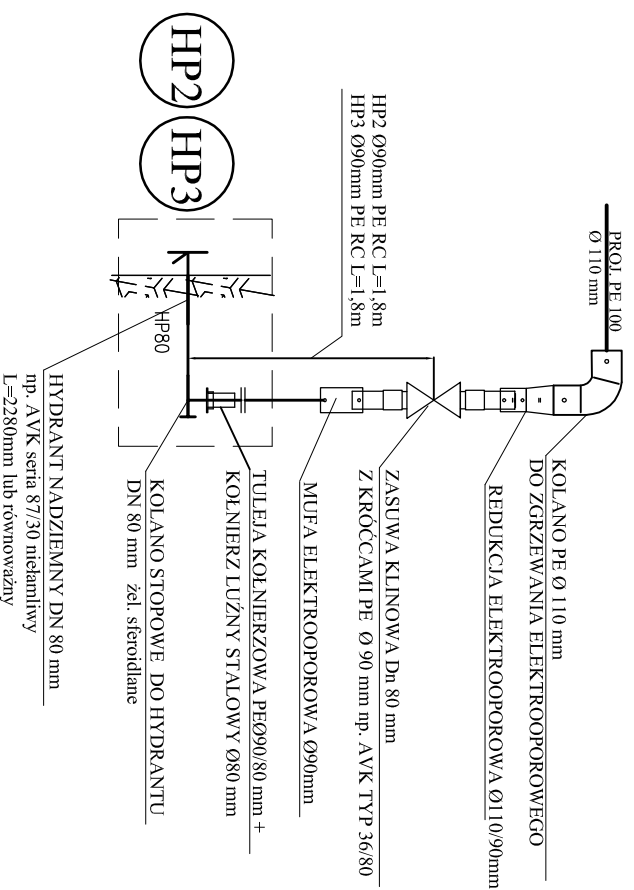 PROJ. PE 100
Ø 110 mm
KOLANO PE Ø 110 mm
DO ZGRZEWANIA ELEKTROOPOROWEGO
REDUKCJA ELEKTROOPOROWA Ø110/90mm
ZASUWA KLINOWA Dn 80 mm
Z KRÓĆCAMI PE Ø 90 mm np. AVK TYP 36/80
MUFA ELEKTROOPOROWA Ø90mm
TULEJA KOŁNIERZOWA PEØ90/80 mm +
KOŁNIERZ LUŹNY STALOWY Ø80 mm
KOLANO STOPOWE DO HYDRANTU
DN 80 mm żel. sferoidlane
HYDRANT NADZIEMNY DN 80 mm
np. AVK seria 87/30 niełamliwy
L=2280mm lub równoważny
HP2 Ø90mm PE RC L=1,8m
HP3 Ø90mm PE RC L=1,8m
HP80
HP2
HP3